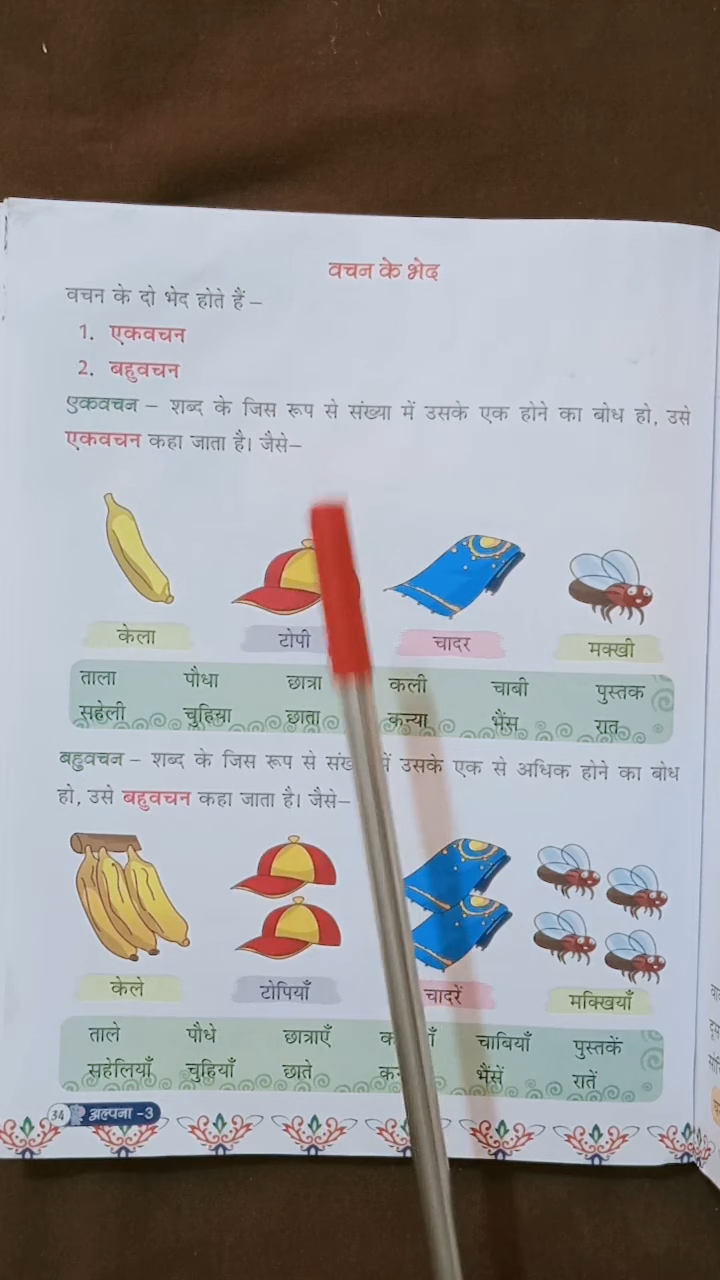 वचन के भेद
वचन के दो भेद होते हैं –
1. एकवचन
2. बहुवचन
एकवचन – शब्द के जिस रूप से संख्या में उसके एक होने का बोध हो, उसे
एकवचन कहा जाता है। जैसे–
केला टोपी चादर मक्खी
ताला पौधा छात्रा कली चाबी पुस्तक
सहेली चुहिया छाता कन्या भैंस रात
बहुवचन – शब्द के जिस रूप से उसके एक से अधिक होने का बोध
हो, उसे बहुवचन कहा जाता है। जैसे–
केले टोपियाँ चादरें मक्खियाँ
ताले पौधे छात्राएँ चाबियाँ पुस्तकें
सहेलियाँ चुहियाँ छाते भैंसें रातें
34 अल्पना -3